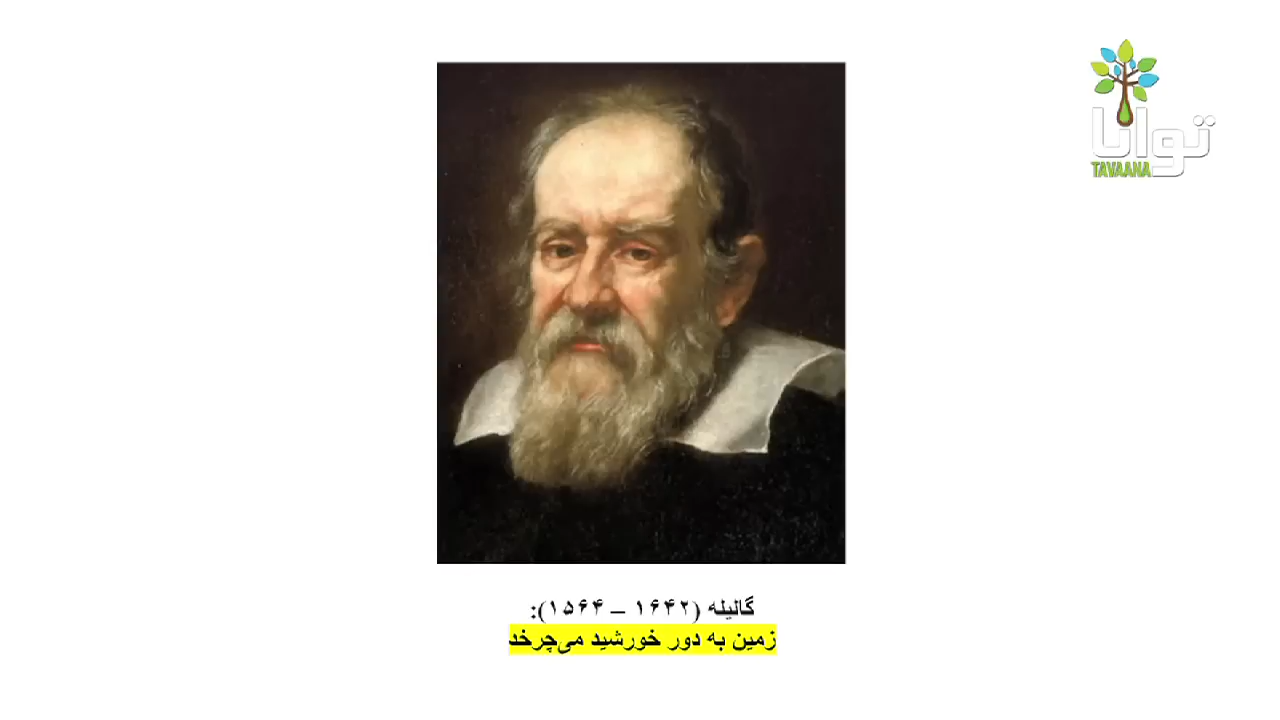 توانا
TAVAANA
گالیله (۱۶۴۲ – ۱۵۶۴):
زمین به دور خورشید می‌چرخد